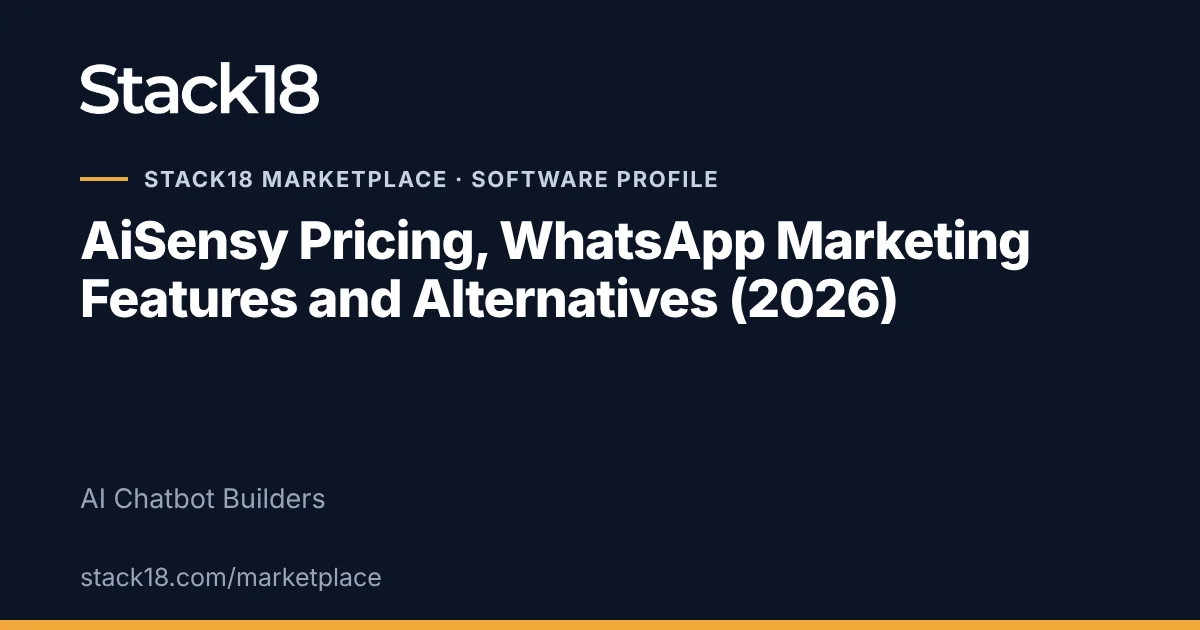 Stack18
STACK18 MARKETPLACE · SOFTWARE PROFILE
AiSensy Pricing, WhatsApp Marketing
Features and Alternatives (2026)
AI Chatbot Builders
stack18.com/marketplace